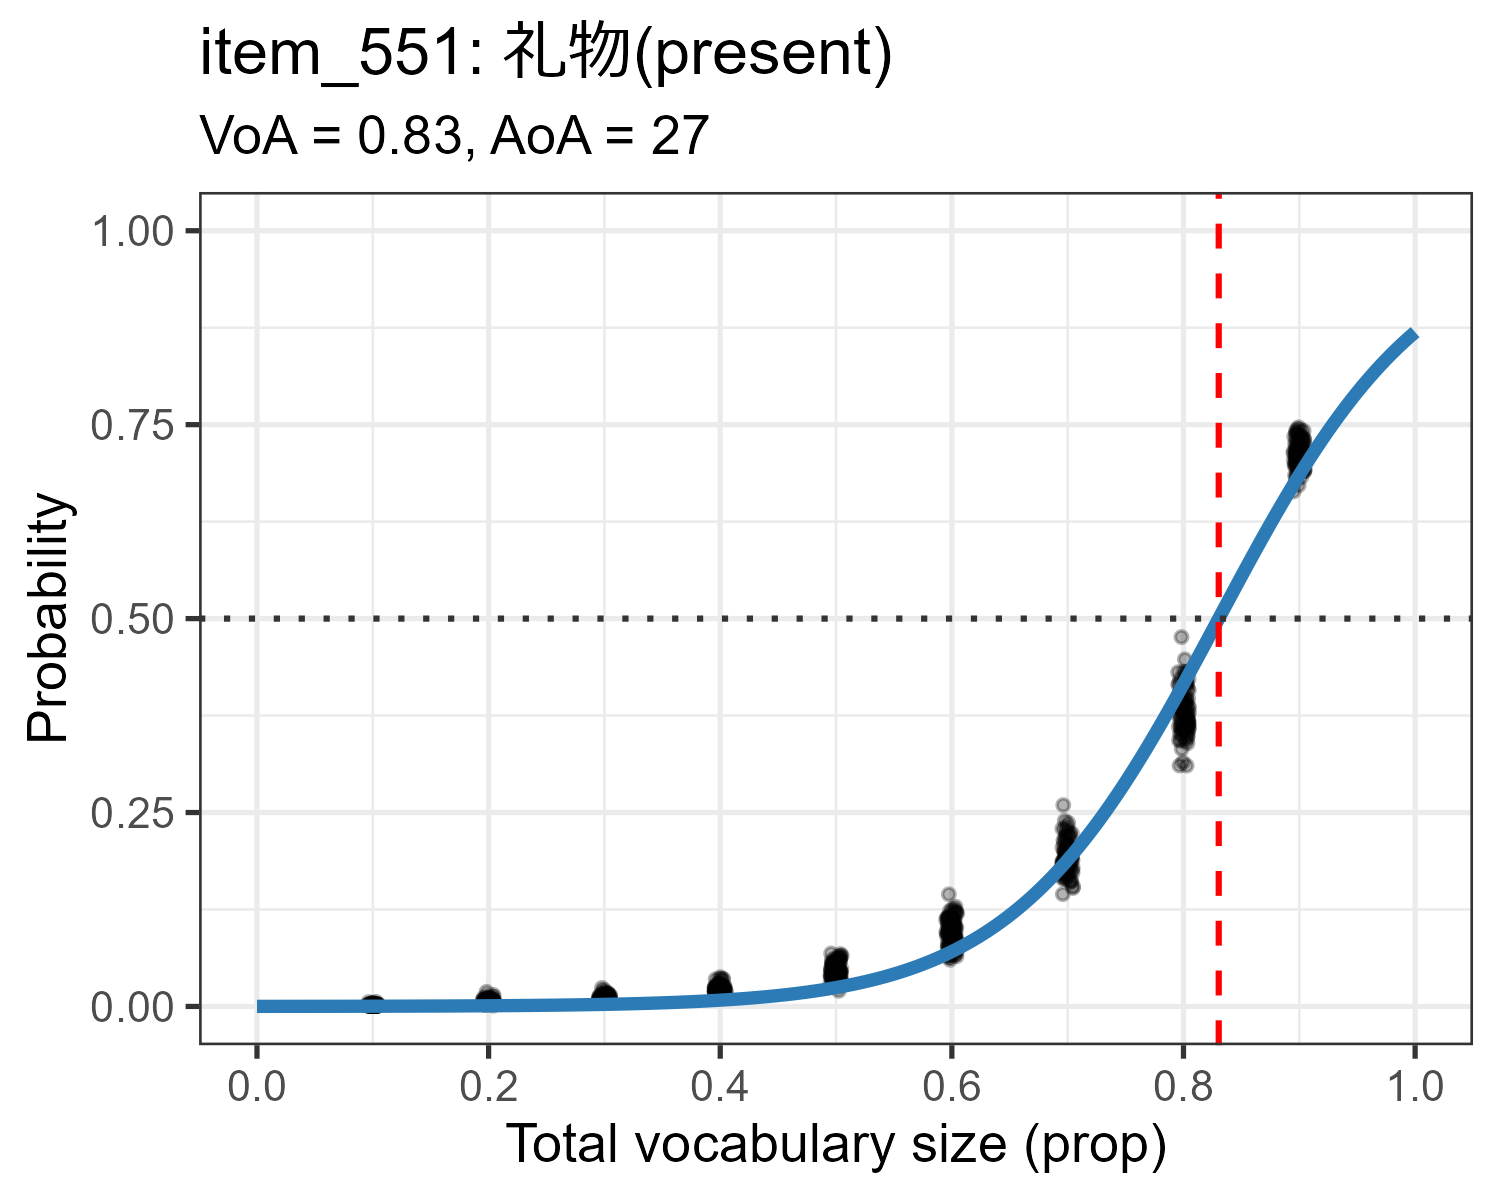 item_551: 礼物(present)
VoA = 0.83, AoA = 27
Probability
1.00
0.75
0.50
0.25
0.00
0.0 0.2 0.4 0.6 0.8 1.0
Total vocabulary size (prop)